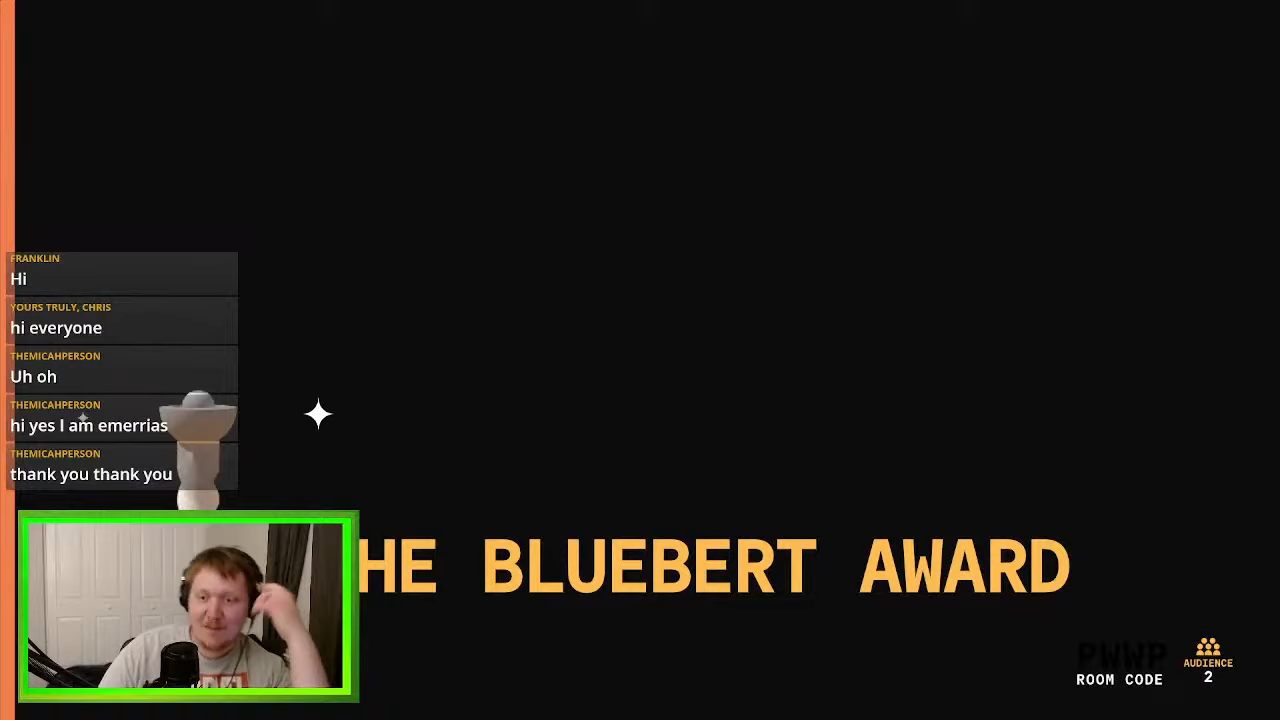 FRANKLIN
Hi
YOURS TRULY, CHRIS
hi everyone
THEMICAHPERSON
Uh oh
THEMICAHPERSON
hi yes I am emerrias
THEMICAHPERSON
thank you thank you
HE BLUEBERT AWARD
PWWP
ROOM CODE
AUDIENCE
2